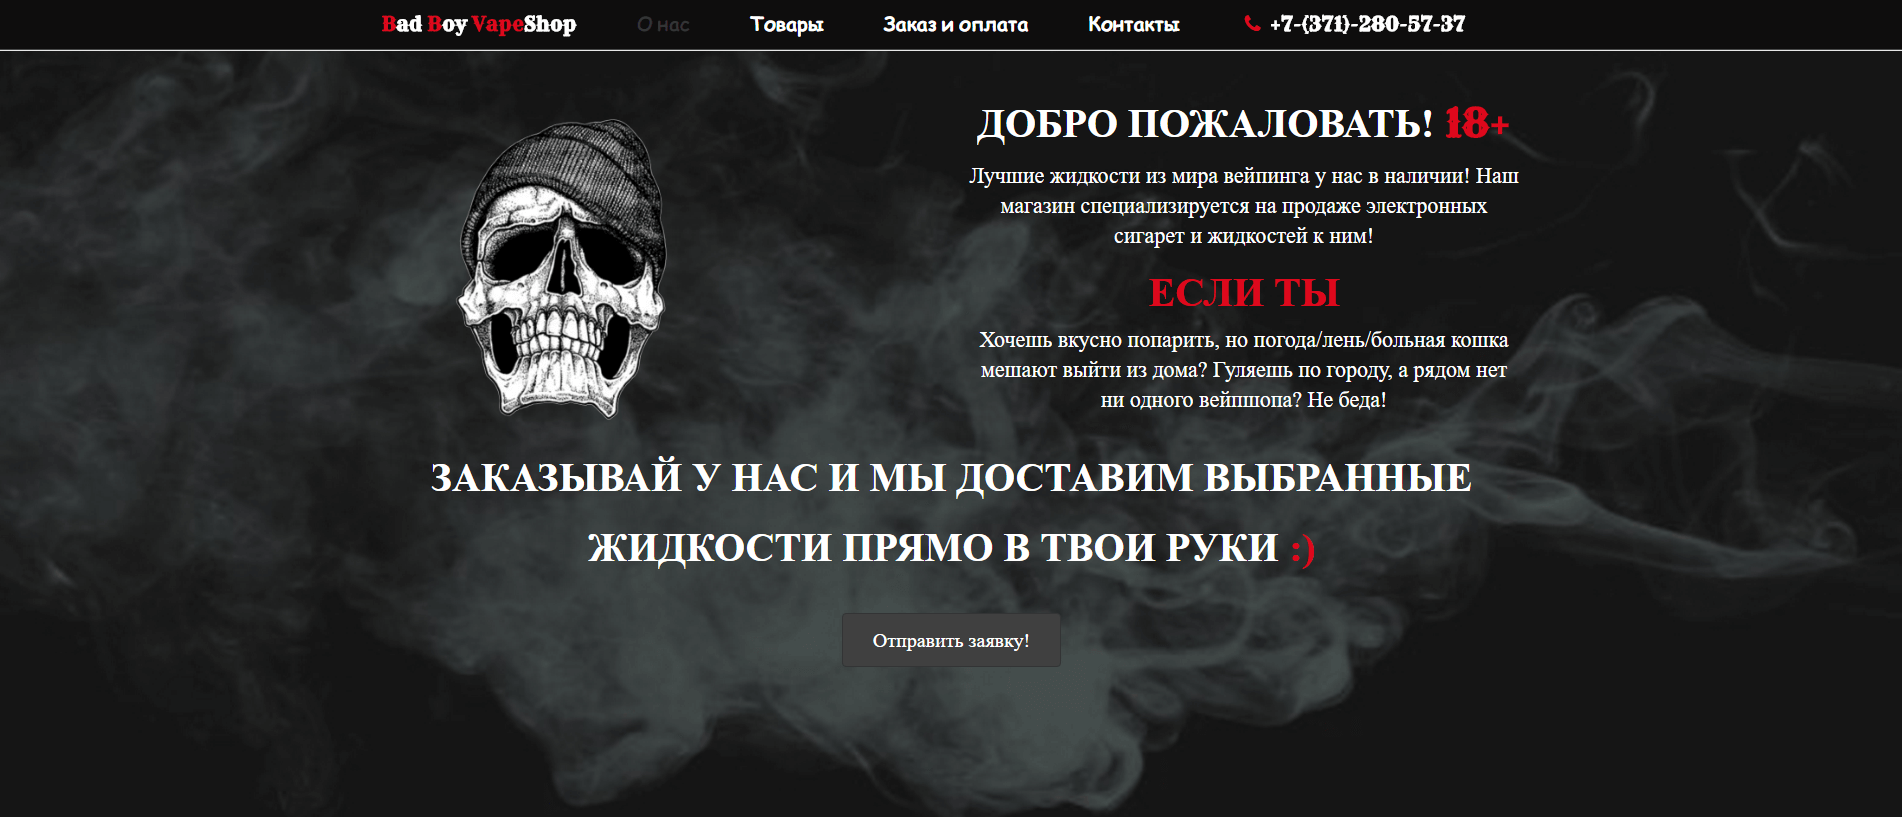 Bad Boy VapeShop
О нас
Товары
Заказ и оплата
Контакты
+7-(371)-280-57-37
ДОБРО ПОЖАЛОВАТЬ! 18+
Лучшие жидкости из мира вейпинга у нас в наличии! Наш
магазин специализируется на продаже электронных
сигарет и жидкостей к ним!
ЕСЛИ ТЫ
Хочешь вкусно попарить, но погода/лень/больная кошка
мешают выйти из дома? Гуляешь по городу, а рядом нет
ни одного вейпшопа? Не беда!
ЗАКАЗЫВАЙ У НАС И МЫ ДОСТАВИМ ВЫБРАННЫЕ
ЖИДКОСТИ ПРЯМО В ТВОИ РУКИ :)
Отправить заявку!